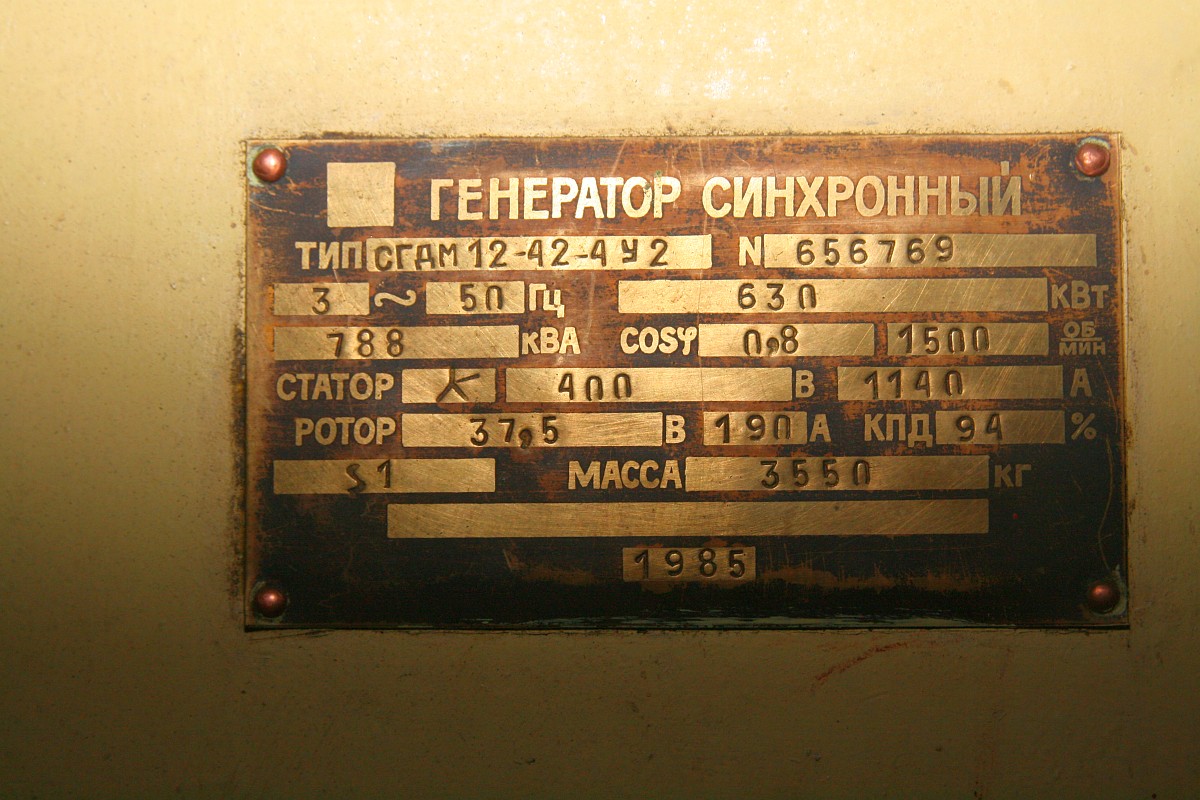 ГЕНЕРАТОР СИНХРОННЫЙ
ТИП СГДМ 12-42-4 У2 N 656769
3 ~ 50 Гц 630 КВТ
788 КВА COSφ 0,8 1500 ОБ/МИН
СТАТОР 400 В 1140 А
РОТОР 37,5 В 190 А КПД 94 %
S1 МАССА 3550 КГ
1985